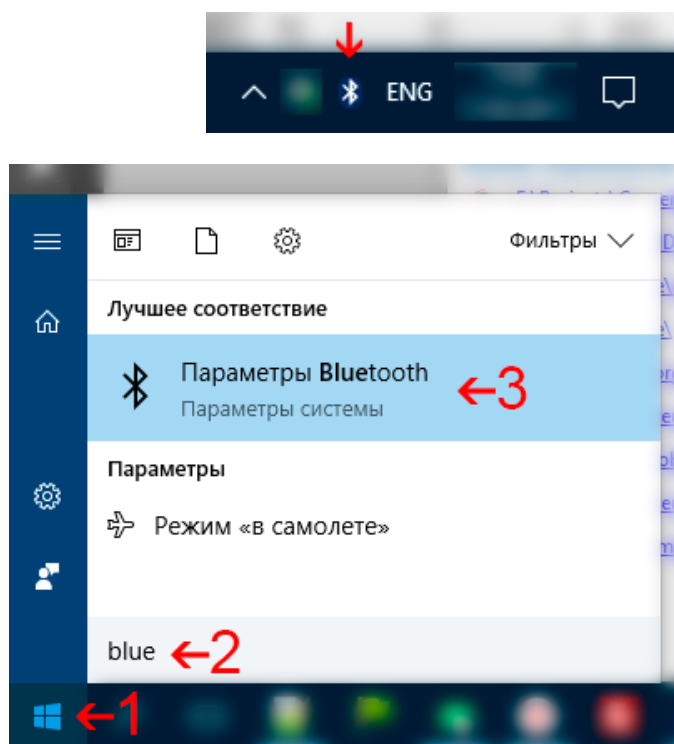 ENG
Фильтры
Лучшее соответствие
Параметры Bluetooth
Параметры системы
←3
Параметры
Режим «в самолете»
blue ←2
←1